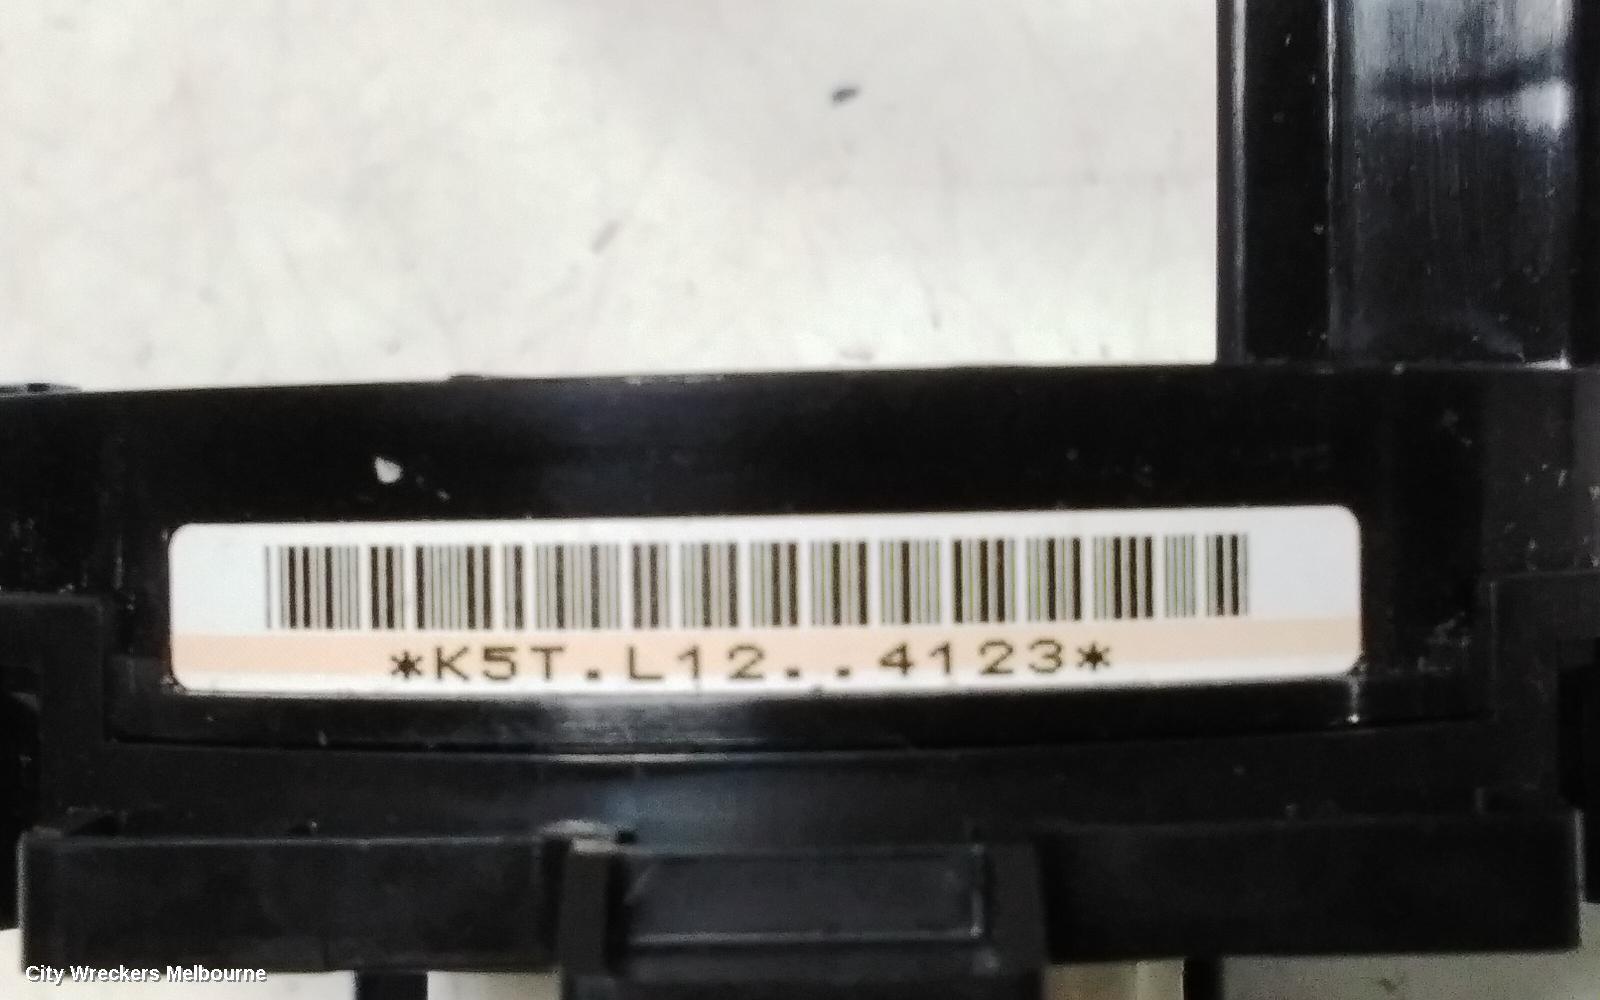 *K5T.L12..4123*
City Wreckers Melbourne